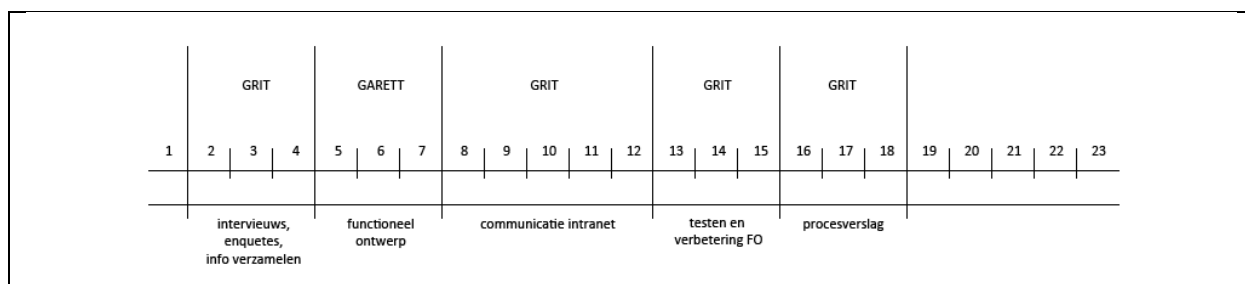 GRIT GARETT GRIT GRIT GRIT
1 2 3 4 5 6 7 8 9 10 11 12 13 14 15 16 17 18 19 20 21 22 23
intervieuws,
enquetes,
info verzamelen
functioneel
ontwerp
communicatie intranet
testen en
verbetering FO
procesverslag